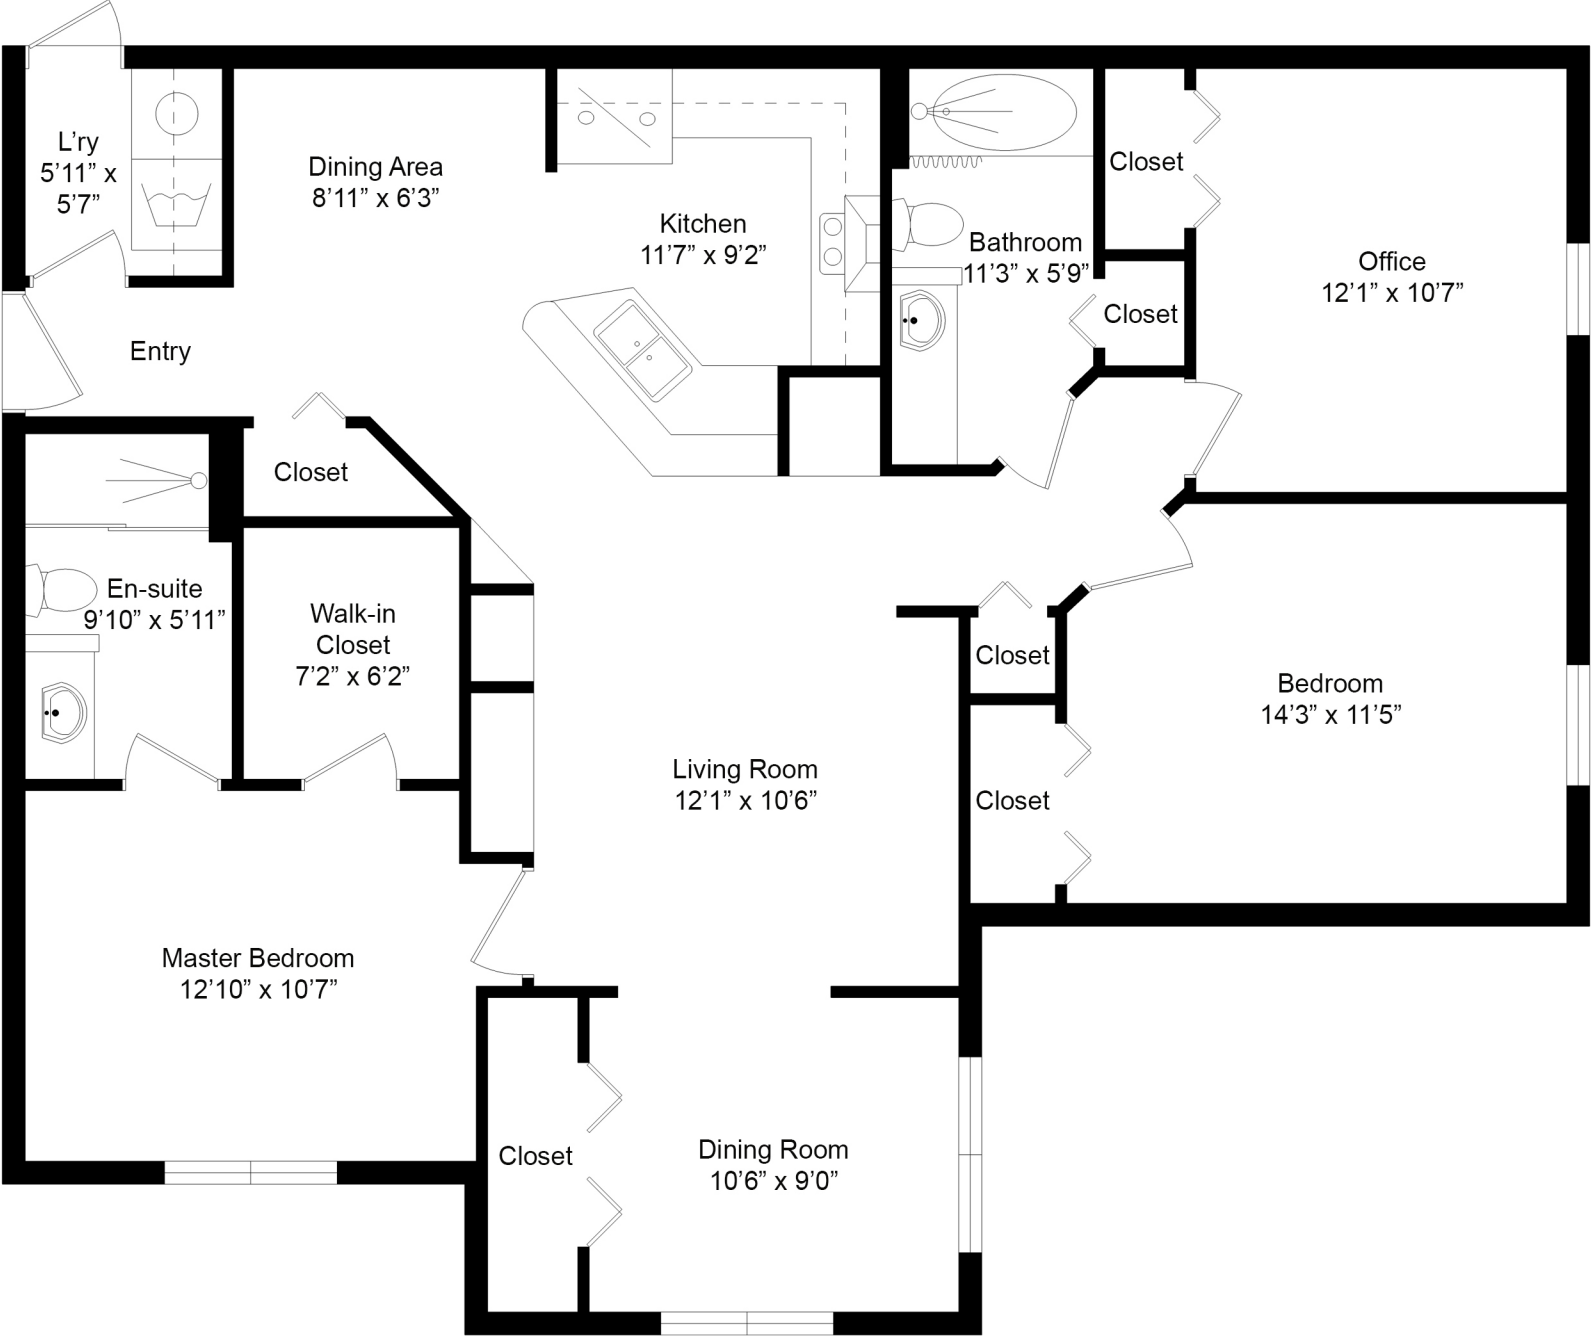 L’ry
5’11” x
5’7”
Dining Area
8’11” x 6’3”
Kitchen
11’7” x 9’2”
Bathroom
11’3” x 5’9”
Closet
Closet
Office
12’1” x 10’7”
Entry
Closet
En-suite
9’10” x 5’11”
Walk-in
Closet
7’2” x 6’2”
Closet
Closet
Bedroom
14’3” x 11’5”
Living Room
12’1” x 10’6”
Master Bedroom
12’10” x 10’7”
Closet
Dining Room
10’6” x 9’0”